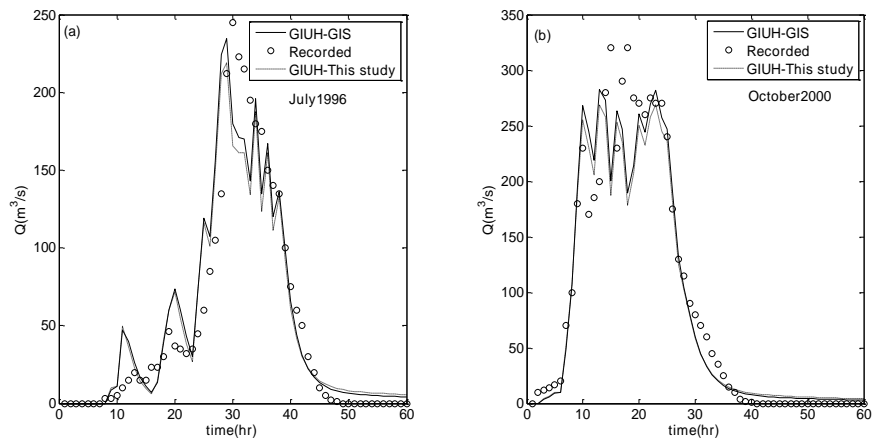 (a)
GIUH-GIS
Recorded
GIUH-This study
July1996
250
200
150
100
50
0
Q(m³/s)
0 10 20 30 40 50 60
time(hr)
(b)
GIUH-GIS
Recorded
GIUH-This study
October2000
350
300
250
200
150
100
50
0
Q(m³/s)
0 10 20 30 40 50 60
time(hr)